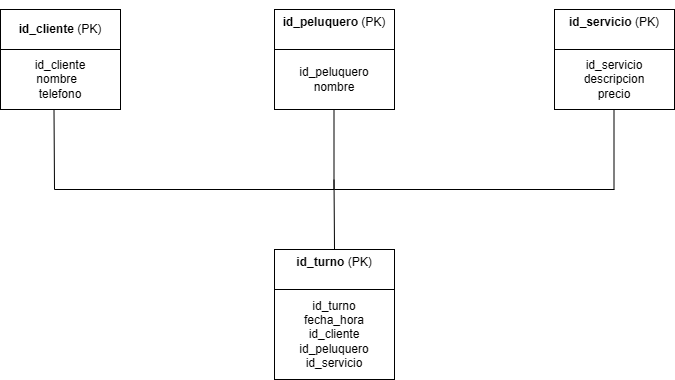 id_cliente (PK)
id_cliente
nombre
telefono
id_peluquero (PK)
id_peluquero
nombre
id_servicio (PK)
id_servicio
descripcion
precio
id_turno (PK)
id_turno
fecha_hora
id_cliente
id_peluquero
id_servicio